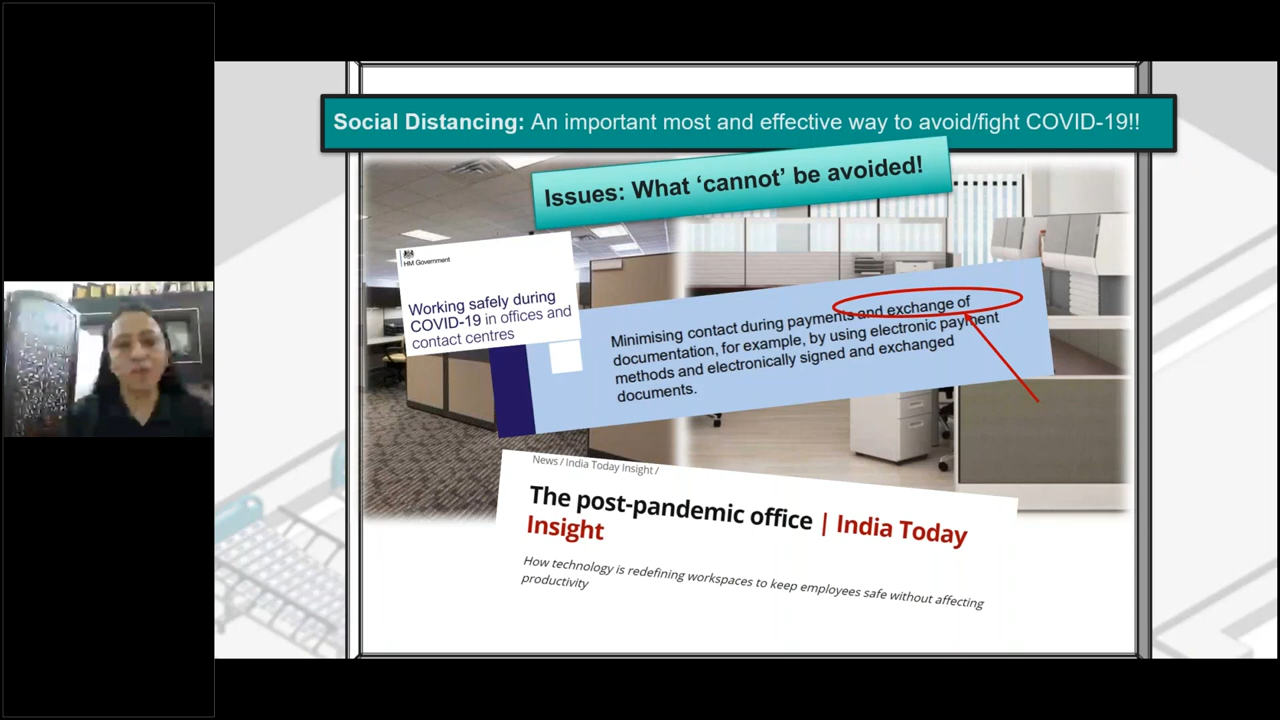 Social Distancing: An important most and effective way to avoid/fight COVID-19!!
Issues: What ‘cannot’ be avoided!
HM Government
Working safely during
COVID-19 in offices and
contact centres
Minimising contact during payments and exchange of
documentation, for example, by using electronic payment
methods and electronically signed and exchanged
documents.
News / India Today Insight /
The post-pandemic office | India Today
Insight
How technology is redefining workspaces to keep employees safe without affecting
productivity